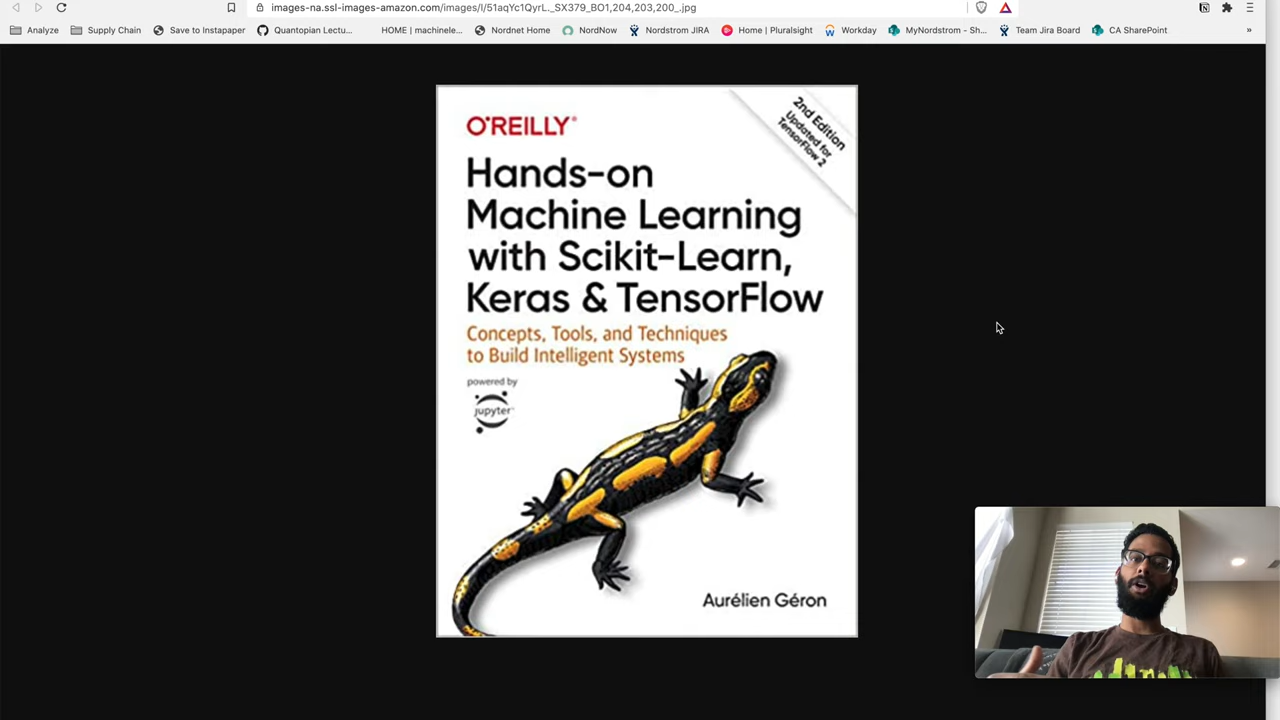 images-na.ssl-images-amazon.com/images/I/51aqYc1QyrL._SX379_BO1,204,203,200_.jpg
Analyze
Supply Chain
Save to Instapaper
Quantopian Lectu...
HOME | machinele...
Nordnet Home
NordNow
Nordstrom JIRA
Home | Pluralsight
Workday
MyNordstrom - Sh...
Team Jira Board
CA SharePoint
»
O'REILLY®
2nd Edition
Updated for
TensorFlow 2
Hands-on
Machine Learning
with Scikit-Learn,
Keras & TensorFlow
Concepts, Tools, and Techniques
to Build Intelligent Systems
powered by
jupyter
Aurélien Géron